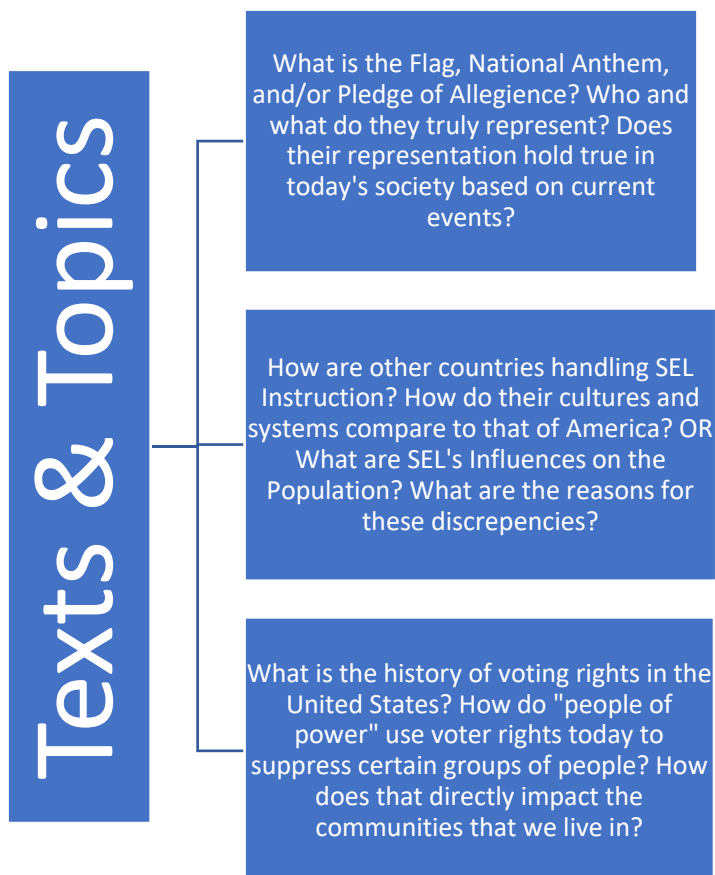 Texts & Topics
What is the Flag, National Anthem,
and/or Pledge of Allegience? Who and
what do they truly represent? Does
their representation hold true in
today's society based on current
events?
How are other countries handling SEL
Instruction? How do their cultures and
systems compare to that of America? OR
What are SEL's Influences on the
Population? What are the reasons for
these discrepencies?
What is the history of voting rights in the
United States? How do "people of
power" use voter rights today to
suppress certain groups of people? How
does that directly impact the
communities that we live in?